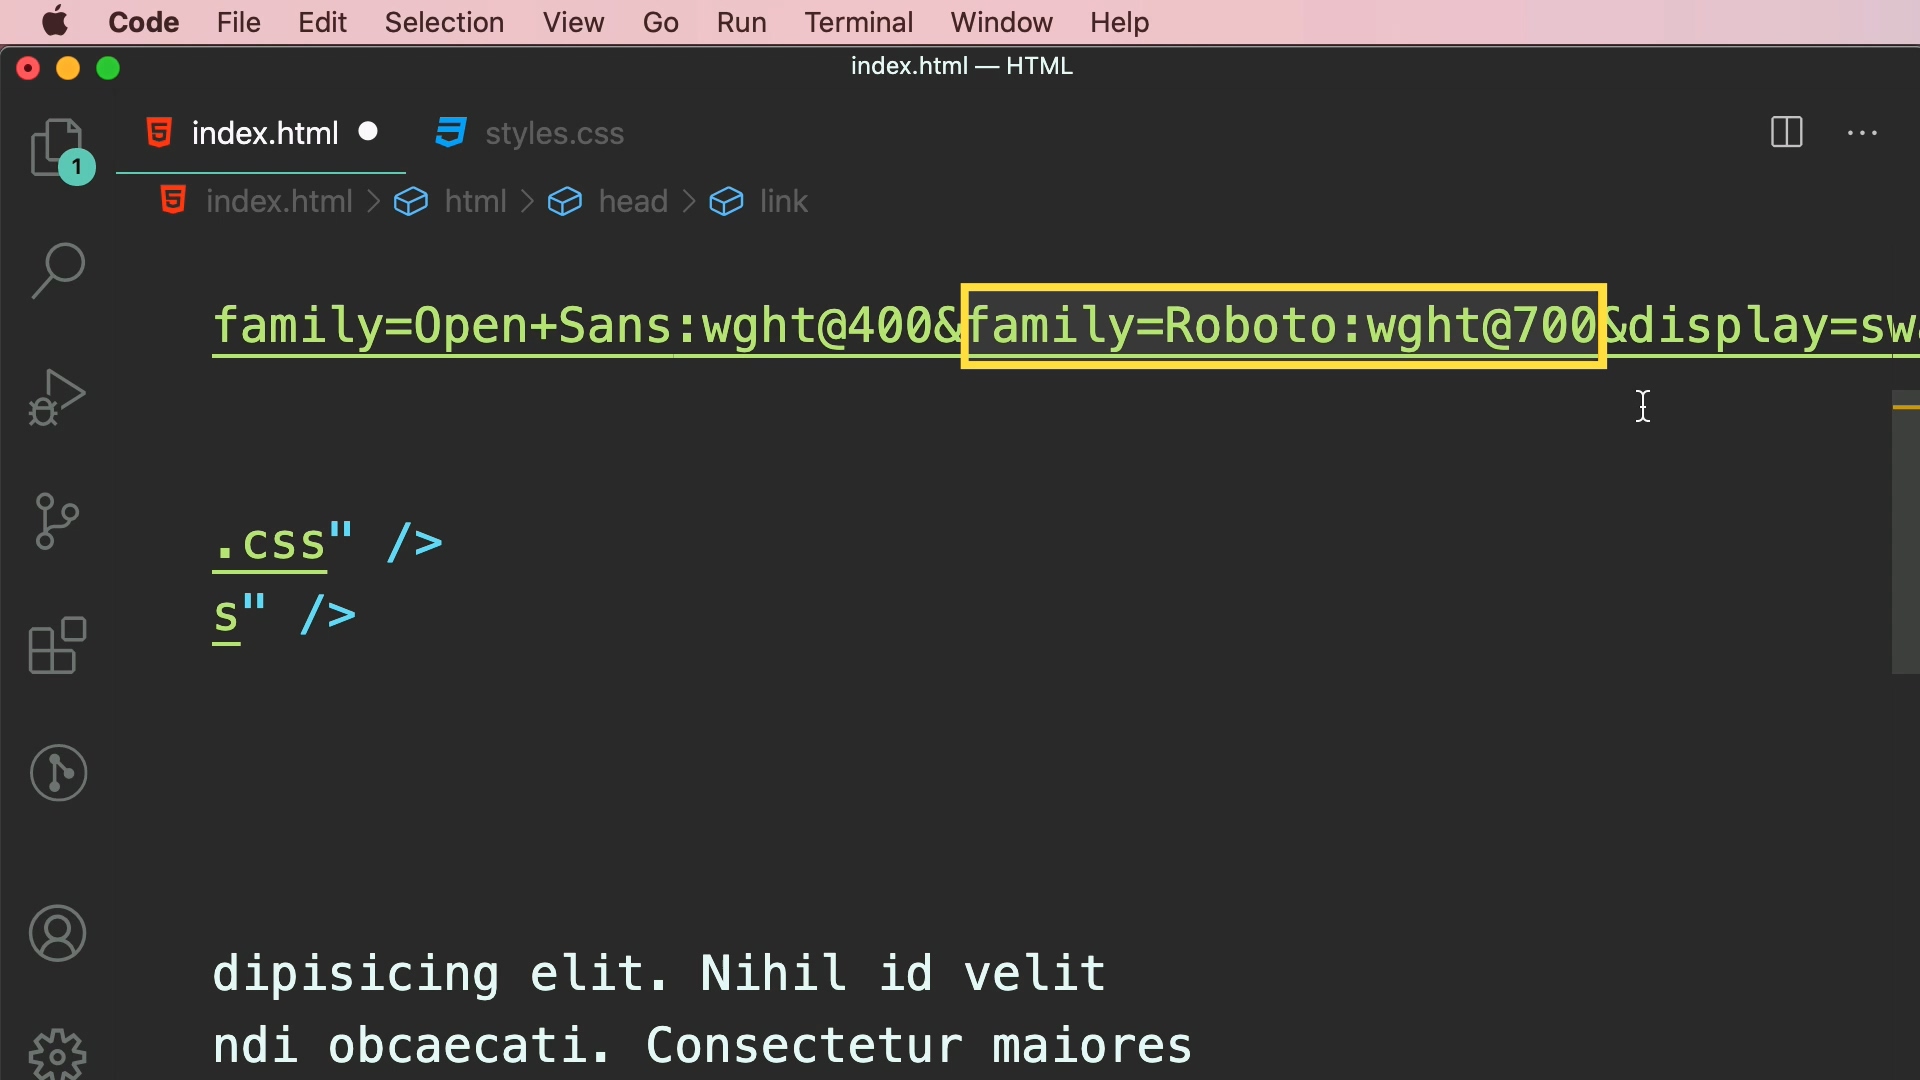 Code File Edit Selection View Go Run Terminal Window Help
index.html — HTML
index.html styles.css
1
index.html > html > head > link
family=Open+Sans:wght@400&family=Roboto:wght@700&display=sw
.css" />
s" />
dipisicing elit. Nihil id velit
ndi obcaecati. Consectetur maiores